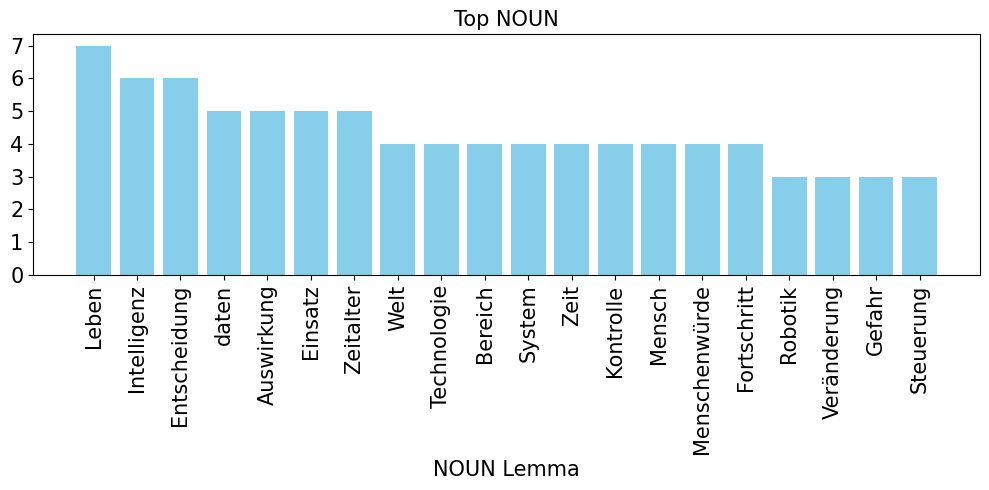 Top NOUN
7
6
5
4
3
2
1
0
Leben
Intelligenz
Entscheidung
daten
Auswirkung
Einsatz
Zeitalter
Welt
Technologie
Bereich
System
Zeit
Kontrolle
Mensch
Menschenwürde
Fortschritt
Robotik
Veränderung
Gefahr
Steuerung
NOUN Lemma